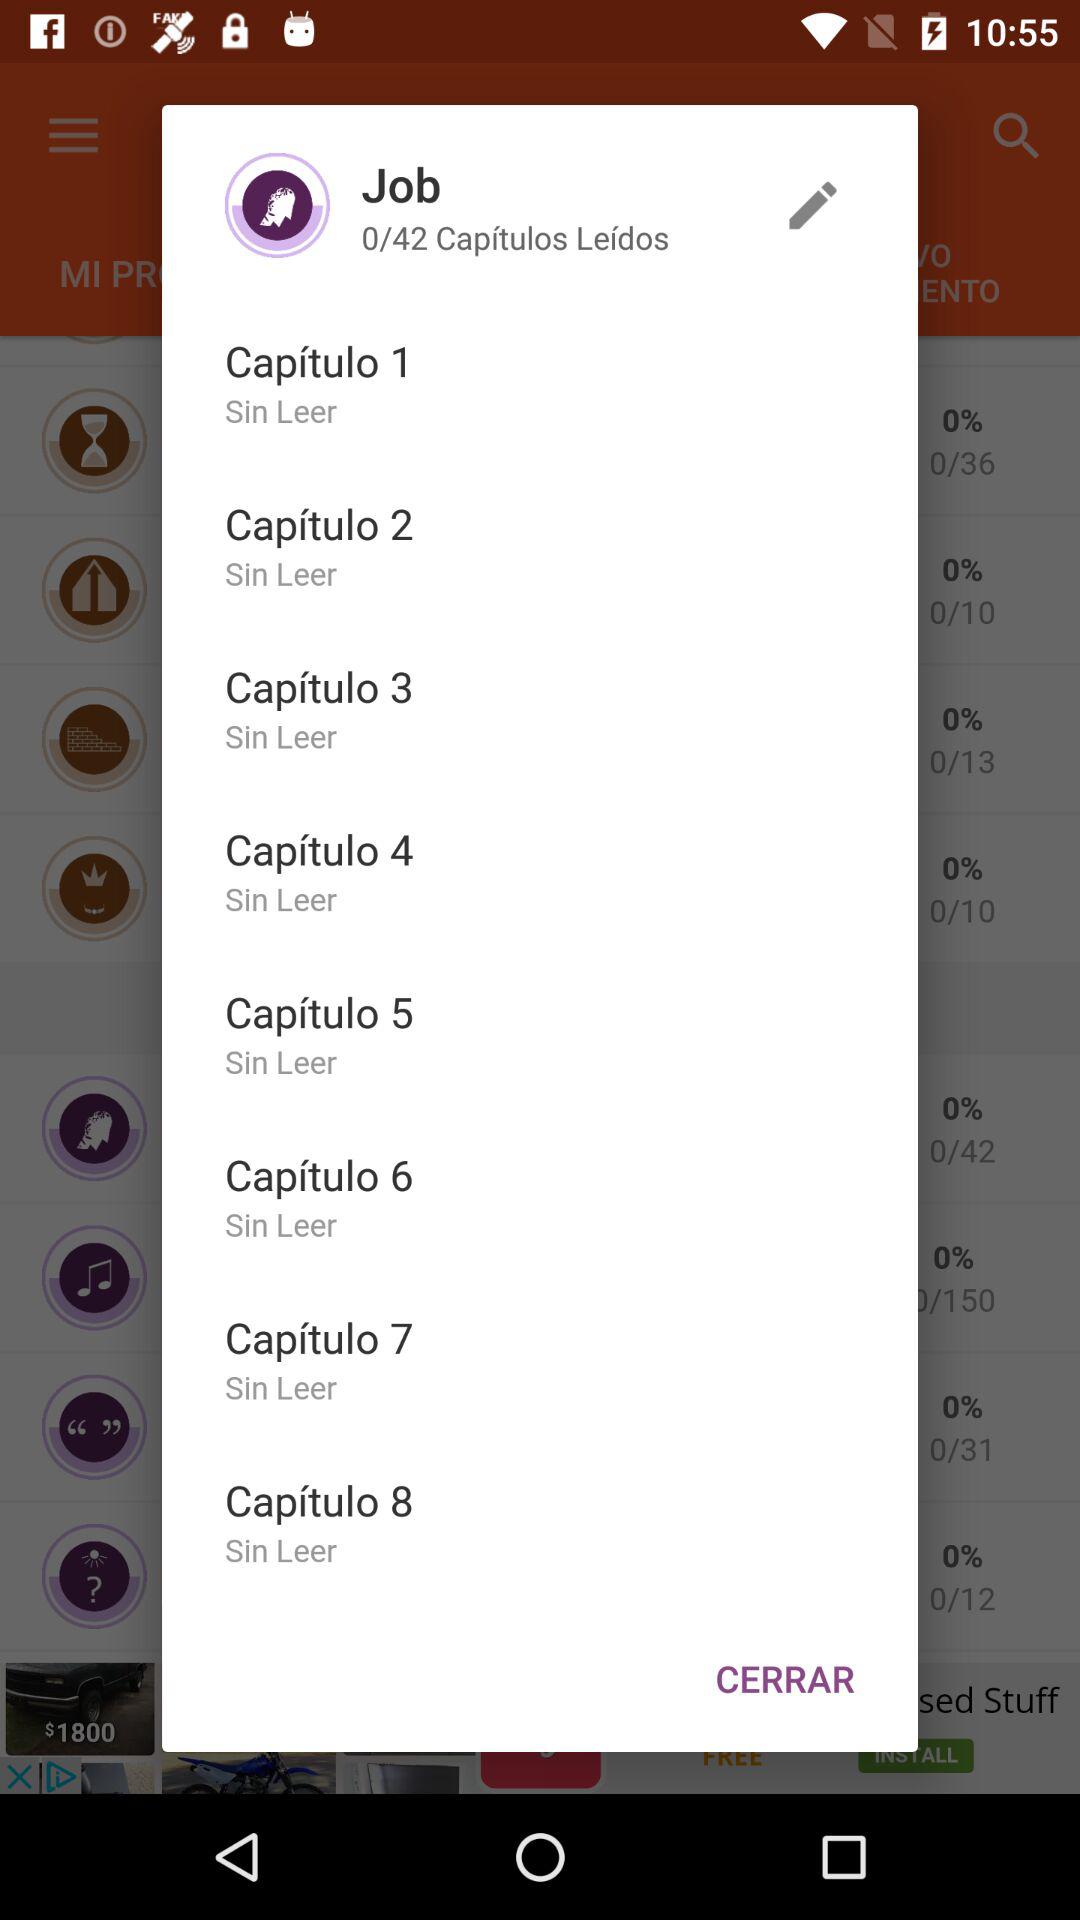 FAKE
10:55
Job
0/42 Capítulos Leídos
MI PRO
VO
ENTO
Capítulo 1
Sin Leer
0%
0/36
Capítulo 2
Sin Leer
0%
0/10
Capítulo 3
Sin Leer
0%
0/13
Capítulo 4
Sin Leer
0%
0/10
Capítulo 5
Sin Leer
0%
0/42
Capítulo 6
Sin Leer
0%
0/150
Capítulo 7
Sin Leer
0%
0/31
Capítulo 8
Sin Leer
0%
0/12
CERRAR
sed Stuff
$1800
FREE
INSTALL